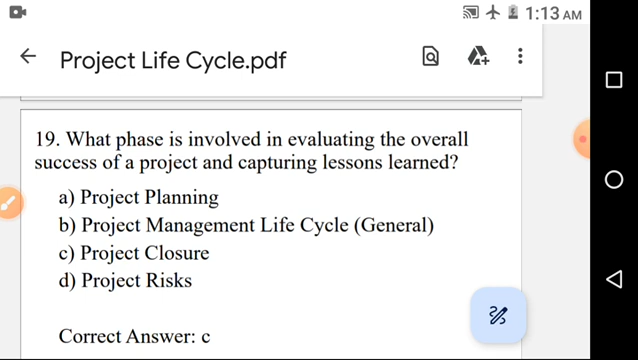 1:13 AM
Project Life Cycle.pdf
19. What phase is involved in evaluating the overall
success of a project and capturing lessons learned?
a) Project Planning
b) Project Management Life Cycle (General)
c) Project Closure
d) Project Risks
Correct Answer: c